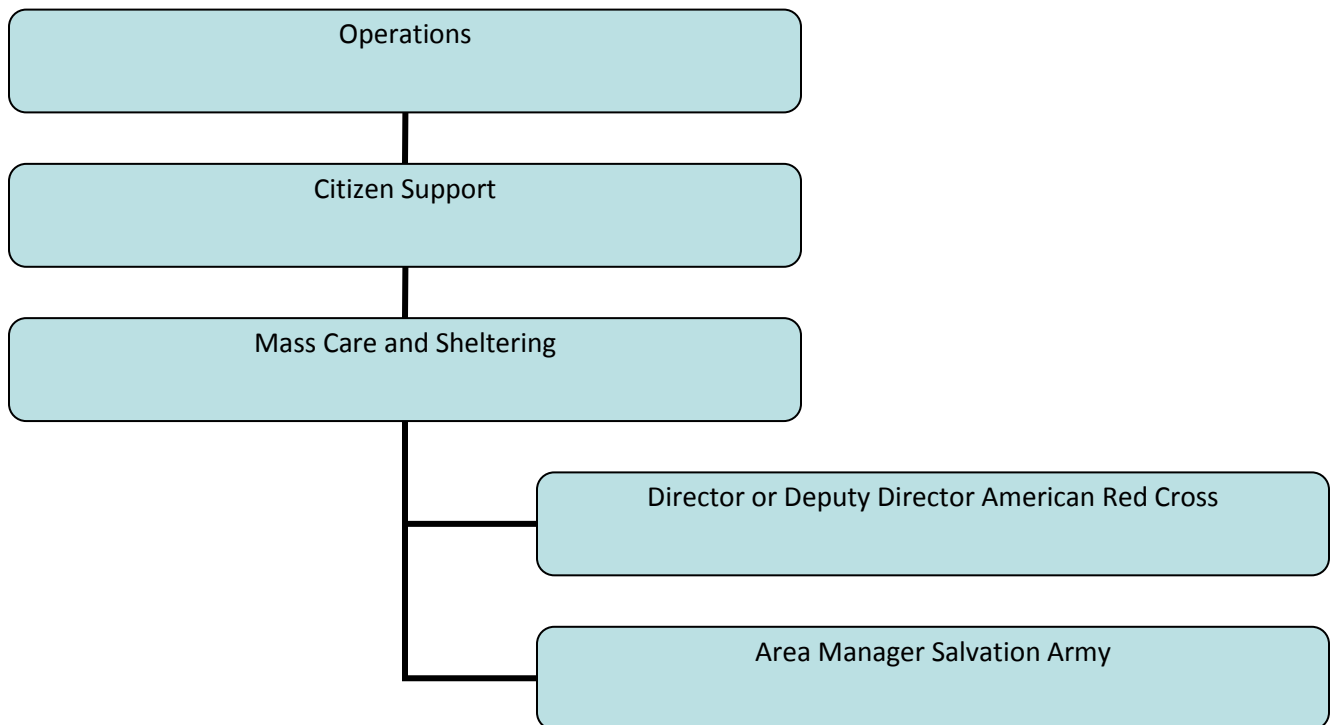 Operations
Citizen Support
Mass Care and Sheltering
Director or Deputy Director American Red Cross
Area Manager Salvation Army